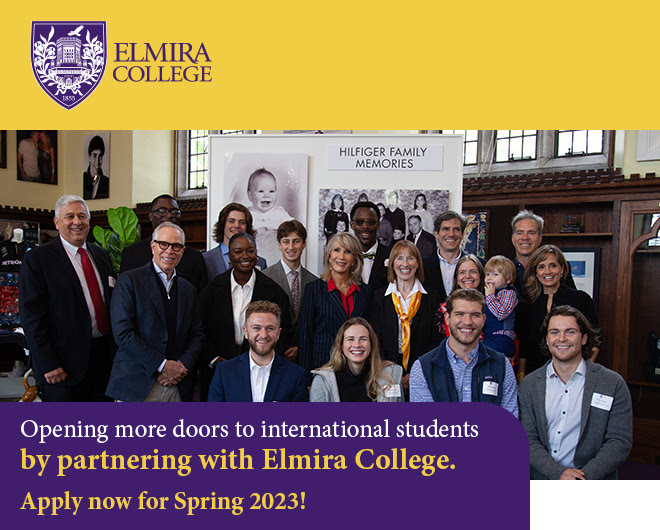 ELMIRA
COLLEGE
1855
HILFIGER FAMILY
MEMORIES
Opening more doors to international students
by partnering with Elmira College.
Apply now for Spring 2023!